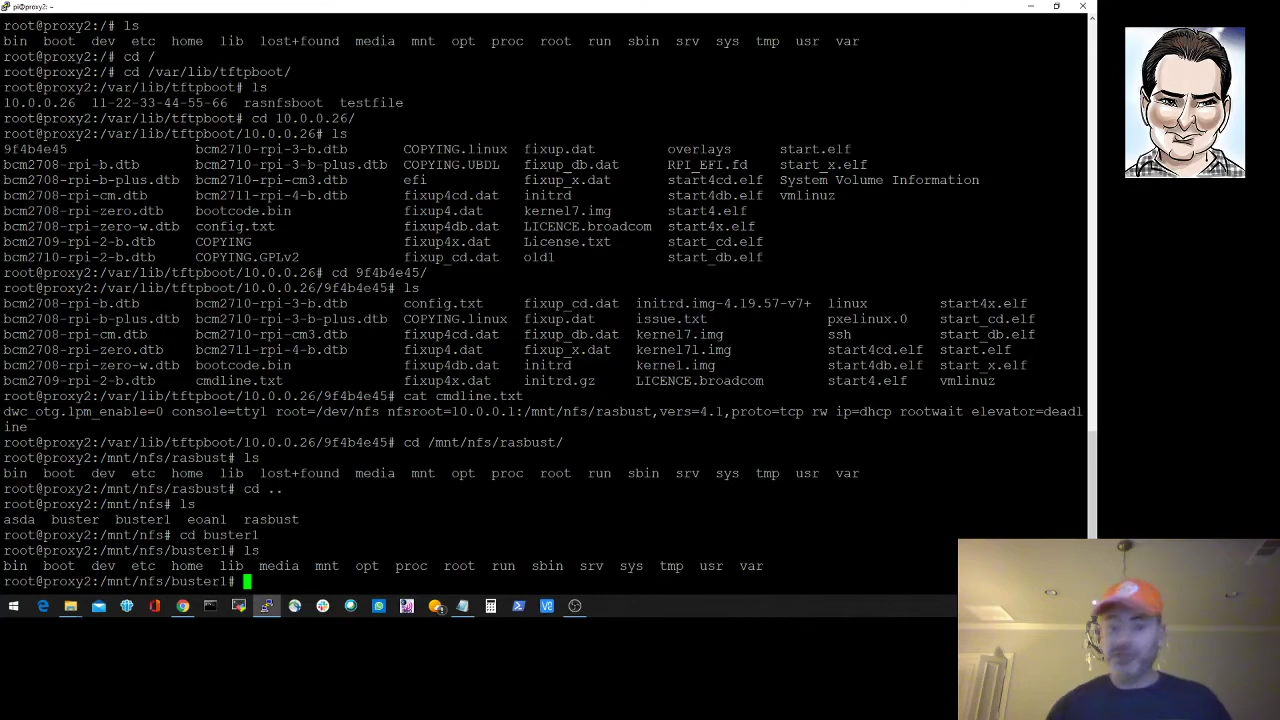 pi@proxy2: ~
root@proxy2:/# ls
bin boot dev etc home lib lost+found media mnt opt proc root run sbin srv sys tmp usr var
root@proxy2:/# cd /
root@proxy2:/# cd /var/lib/tftpboot/
root@proxy2:/var/lib/tftpboot# ls
10.0.0.26 11-22-33-44-55-66 rasnfsboot testfile
root@proxy2:/var/lib/tftpboot# cd 10.0.0.26/
root@proxy2:/var/lib/tftpboot/10.0.0.26# ls
9f4b4e45 bcm2710-rpi-3-b.dtb COPYING.linux fixup.dat overlays start.elf
bcm2708-rpi-b.dtb bcm2710-rpi-3-b-plus.dtb COPYING.UBDL fixup_db.dat RPI_EFI.fd start_x.elf
bcm2708-rpi-b-plus.dtb bcm2710-rpi-cm3.dtb efi fixup_x.dat start4cd.elf System Volume Information
bcm2708-rpi-cm.dtb bcm2711-rpi-4-b.dtb fixup4cd.dat initrd start4db.elf vmlinuz
bcm2708-rpi-zero.dtb bootcode.bin fixup4.dat kernel7.img start4.elf
bcm2708-rpi-zero-w.dtb config.txt fixup4db.dat LICENCE.broadcom start4x.elf
bcm2709-rpi-2-b.dtb COPYING fixup4x.dat License.txt start_cd.elf
bcm2710-rpi-2-b.dtb COPYING.GPLv2 fixup_cd.dat oldl start_db.elf
root@proxy2:/var/lib/tftpboot/10.0.0.26# cd 9f4b4e45/
root@proxy2:/var/lib/tftpboot/10.0.0.26/9f4b4e45# ls
bcm2708-rpi-b.dtb bcm2710-rpi-3-b.dtb config.txt fixup_cd.dat initrd.img-4.19.57-v7+ linux start4x.elf
bcm2708-rpi-b-plus.dtb bcm2710-rpi-3-b-plus.dtb COPYING.linux fixup.dat issue.txt pxelinux.0 start_cd.elf
bcm2708-rpi-cm.dtb bcm2710-rpi-cm3.dtb fixup4cd.dat fixup_db.dat kernel7.img ssh start_db.elf
bcm2708-rpi-zero.dtb bcm2711-rpi-4-b.dtb fixup4.dat fixup_x.dat kernel7l.img start4cd.elf start.elf
bcm2708-rpi-zero-w.dtb bootcode.bin fixup4db.dat initrd kernel.img start4db.elf start_x.elf
bcm2709-rpi-2-b.dtb cmdline.txt fixup4x.dat initrd.gz LICENCE.broadcom start4.elf vmlinuz
root@proxy2:/var/lib/tftpboot/10.0.0.26/9f4b4e45# cat cmdline.txt
dwc_otg.lpm_enable=0 console=tty1 root=/dev/nfs nfsroot=10.0.0.1:/mnt/nfs/rasbust,vers=4.1,proto=tcp rw ip=dhcp rootwait elevator=deadl
ine
root@proxy2:/var/lib/tftpboot/10.0.0.26/9f4b4e45# cd /mnt/nfs/rasbust/
root@proxy2:/mnt/nfs/rasbust# ls
bin boot dev etc home lib lost+found media mnt opt proc root run sbin srv sys tmp usr var
root@proxy2:/mnt/nfs/rasbust# cd ..
root@proxy2:/mnt/nfs# ls
asda buster buster1 eoan1 rasbust
root@proxy2:/mnt/nfs# cd buster1
root@proxy2:/mnt/nfs/buster1# ls
bin boot dev etc home lib media mnt opt proc root run sbin srv sys tmp usr var
root@proxy2:/mnt/nfs/buster1#